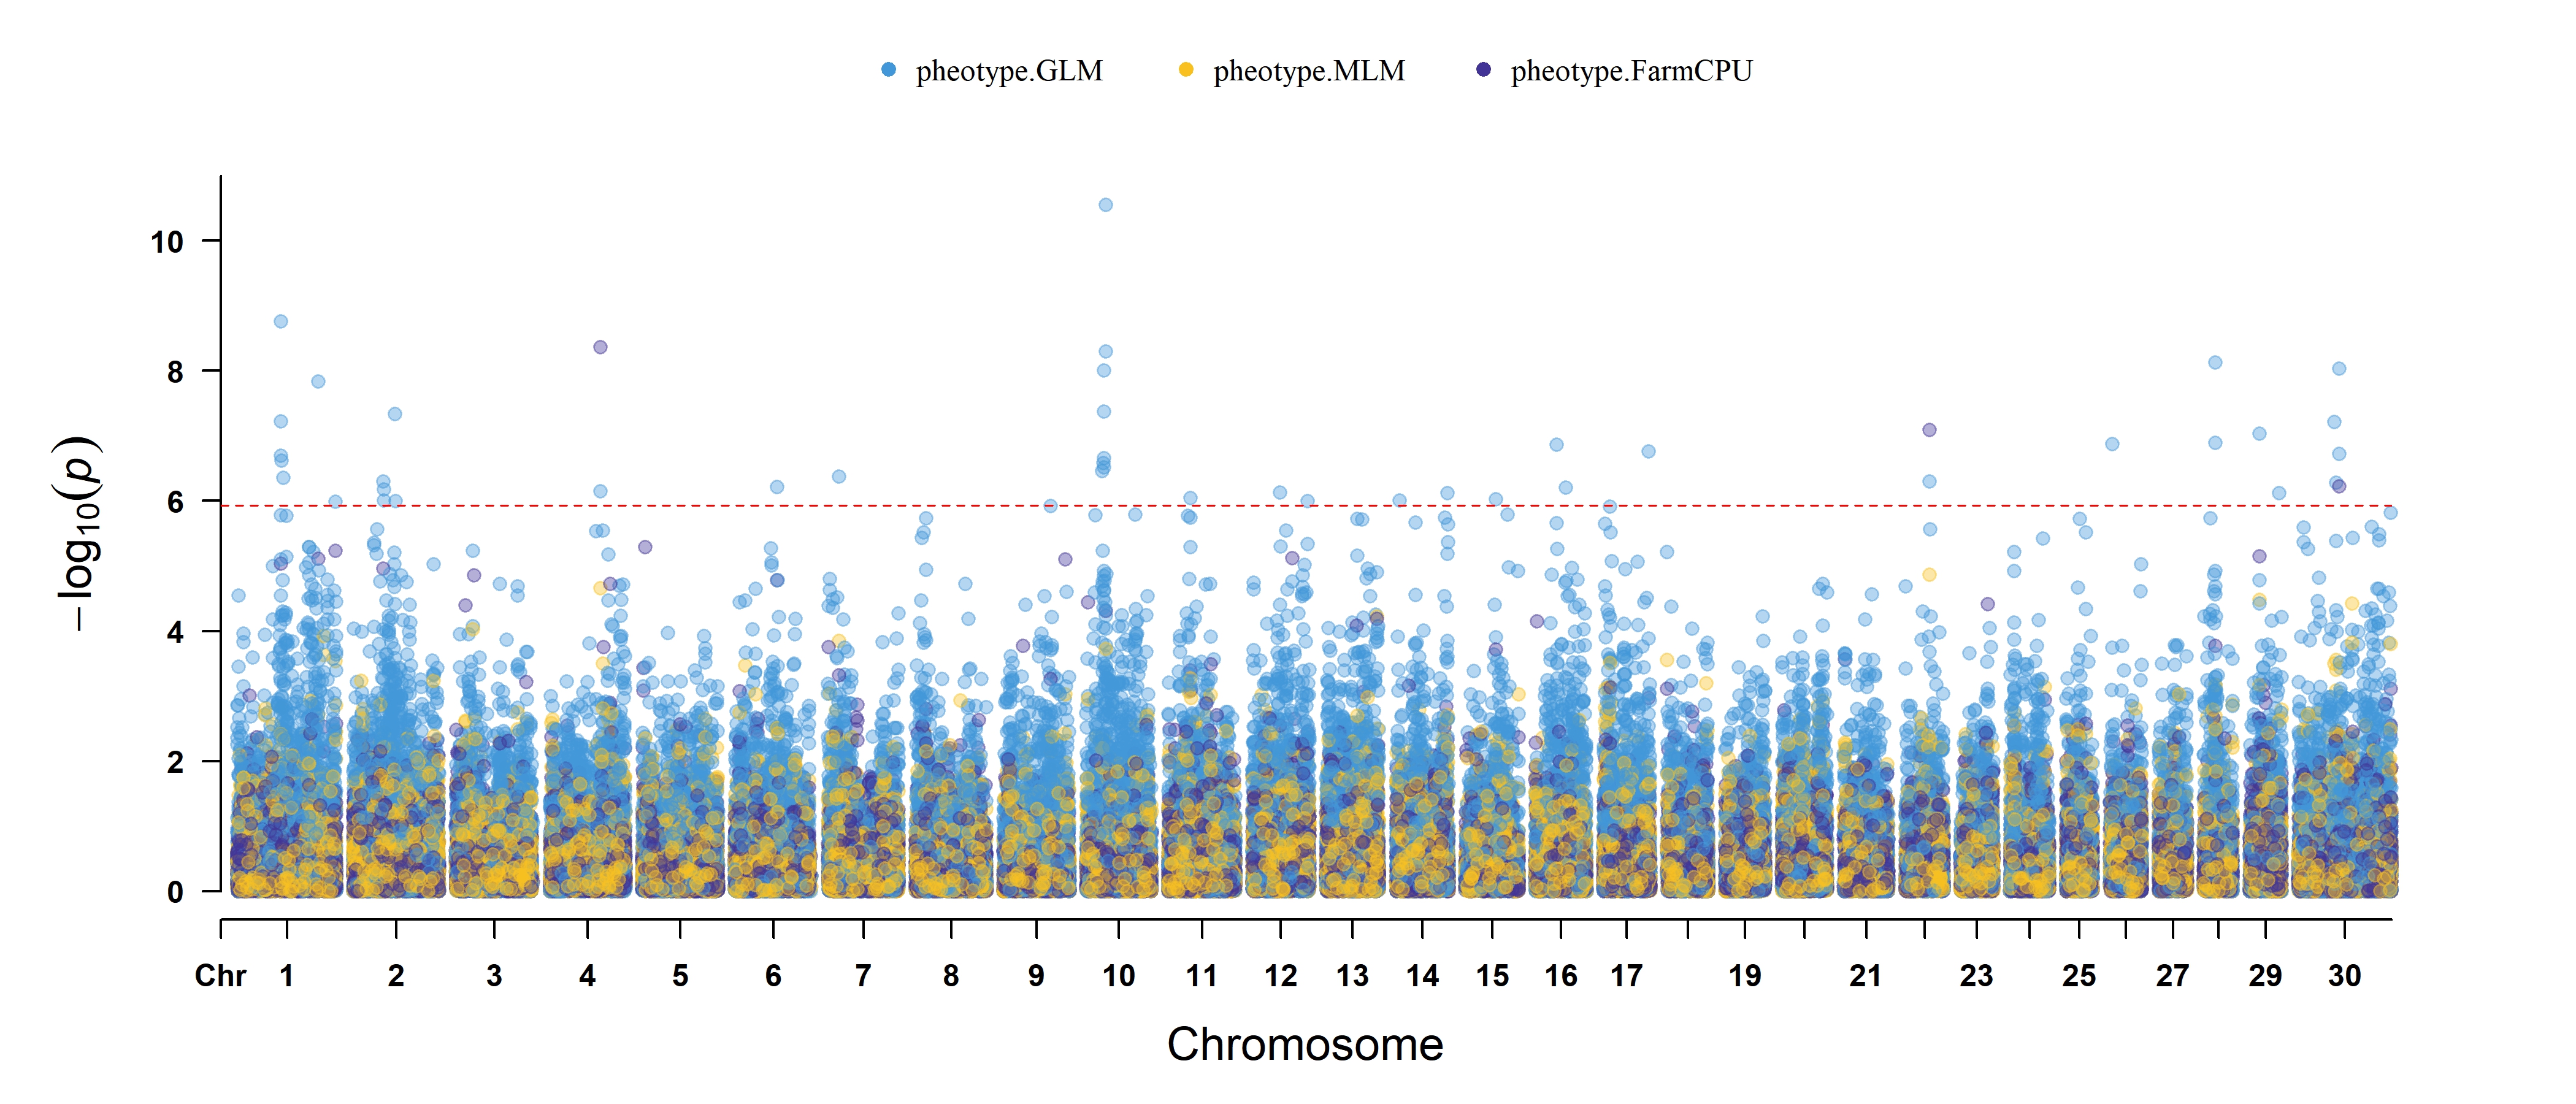 pheotype.GLM pheotype.MLM pheotype.FarmCPU
−log10(p)
10
8
6
4
2
0
Chr 1 2 3 4 5 6 7 8 9 10 11 12 13 14 15 16 17 19 21 23 25 27 29 30
Chromosome